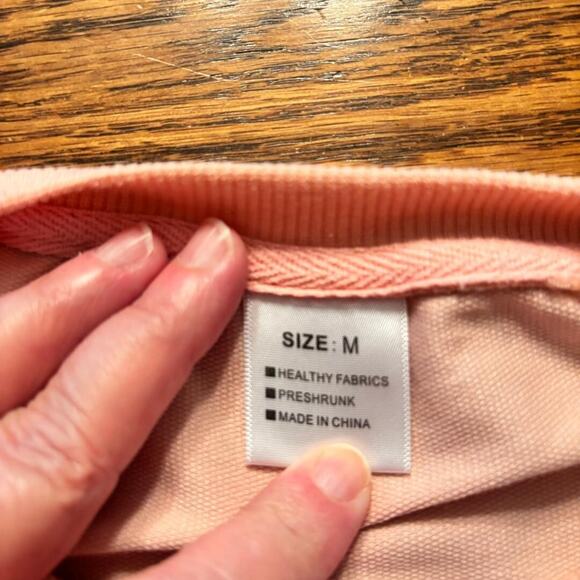 SIZE: M
■HEALTHY FABRICS
■PRESHRUNK
■MADE IN CHINA